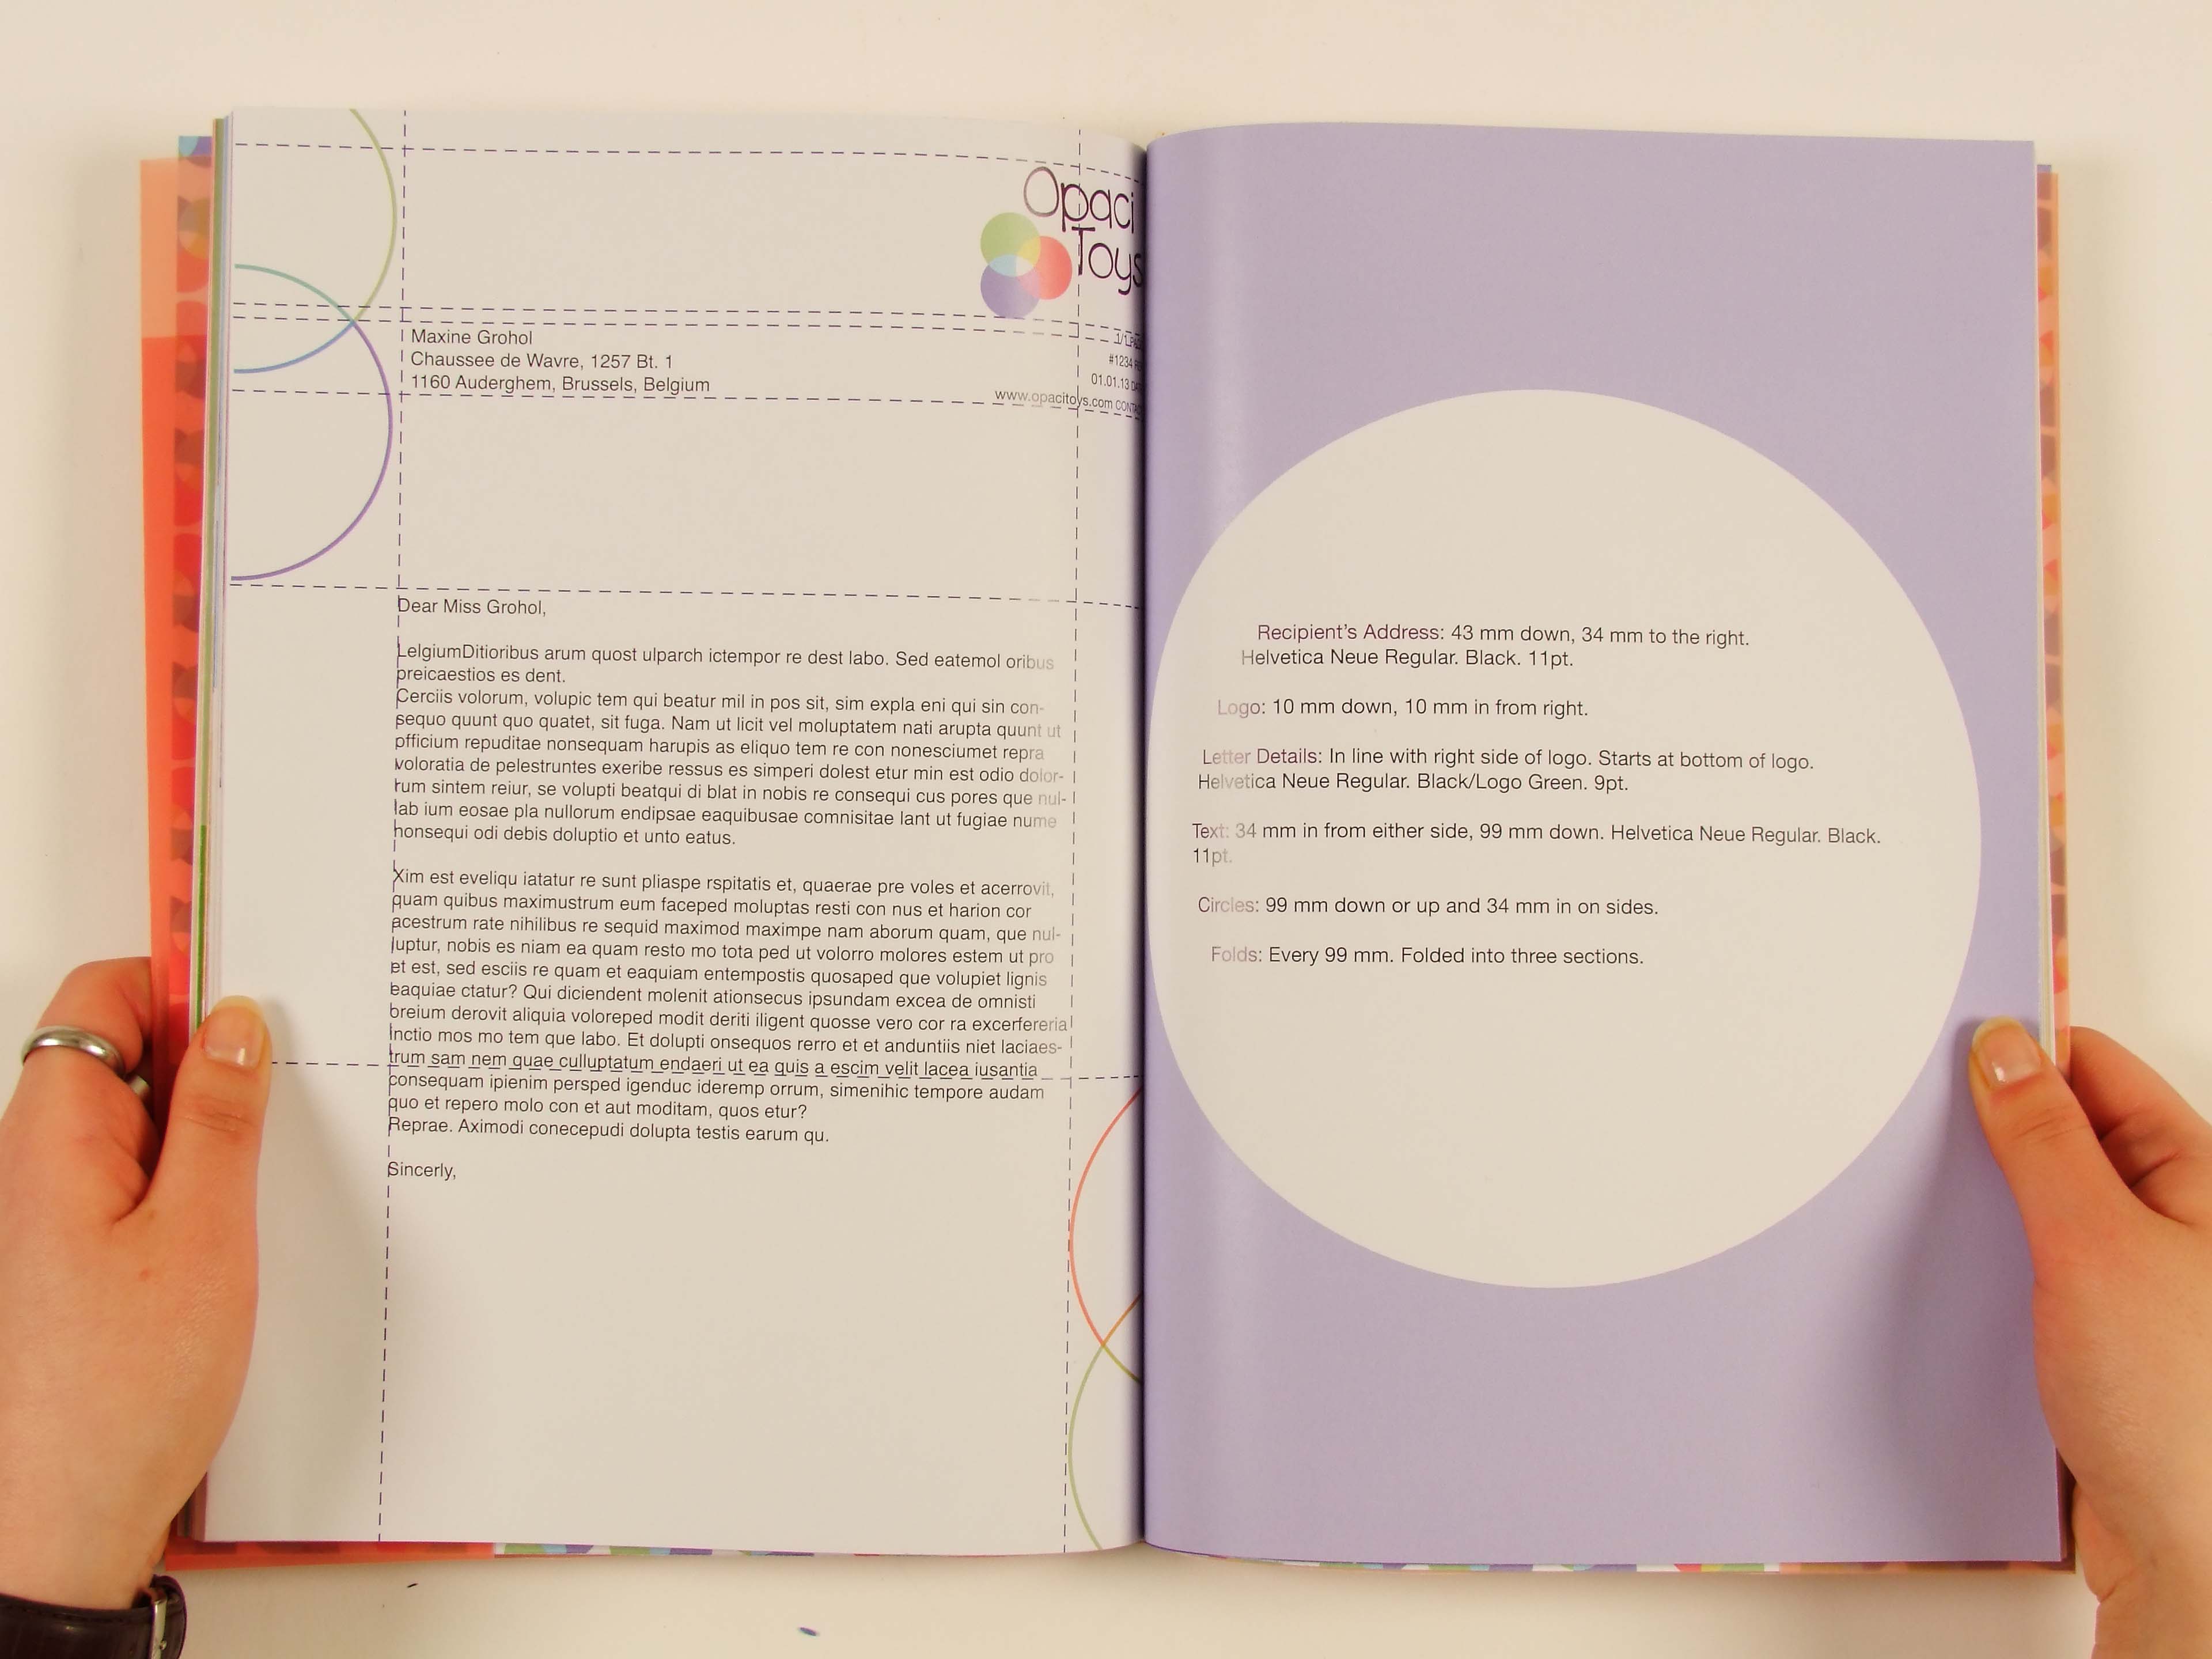 Opaci
Toys
Maxine Grohol
Chaussee de Wavre, 1257 Bt. 1
1160 Auderghem, Brussels, Belgium
1/1
#1234
01.01.13
www.opacitoys.com
Dear Miss Grohol,
LelgiumDitioribus arum quost ulparch ictempor re dest labo. Sed eatemol oribus
preicaestios es dent.
Cerciis volorum, volupic tem qui beatur mil in pos sit, sim expla eni qui sin con-
sequo quunt quo quatet, sit fuga. Nam ut licit vel moluptatem nati arupta quunt ut
officium repuditae nonsequam harupis as eliquo tem re con nonesciumet repra
voloratia de pelestruntes exeribe ressus es simperi dolest etur min est odio dolor-
rum sintem reiur, se volupti beatqui di blat in nobis re consequi cus pores que nul-
lab ium eosae pla nullorum endipsae eaquibusae comnisitae lant ut fugiae nume
nonsequi odi debis doluptio et unto eatus.
Xim est eveliqu iatatur re sunt pliaspe rspitatis et, quaerae pre voles et acerrovit,
quam quibus maximustrum eum faceped moluptas resti con nus et harion cor
acestrum rate nihilibus re sequid maximod maximpe nam aborum quam, que nul-
luptur, nobis es niam ea quam resto mo tota ped ut volorro molores estem ut pro
et est, sed esciis re quam et eaquiam entempostis quosaped que volupiet lignis
eaquiae ctatur? Qui diciendent molenit ationsecus ipsundam excea de omnisti
breium derovit aliquia voloreped modit deriti iligent quosse vero cor ra excerfereria
inctio mos mo tem que labo. Et dolupti onsequos rerro et et anduntiis niet laciaes-
trum sam nem quae culluptatum endaeri ut ea quis a escim velit lacea iusantia
consequam ipienim persped igenduc ideremp orrum, simenihic tempore audam
quo et repero molo con et aut moditam, quos etur?
Reprae. Aximodi conecepudi dolupta testis earum qu.
Sincerly,
Recipient's Address: 43 mm down, 34 mm to the right.
Helvetica Neue Regular. Black. 11pt.
Logo: 10 mm down, 10 mm in from right.
Letter Details: In line with right side of logo. Starts at bottom of logo.
Helvetica Neue Regular. Black/Logo Green. 9pt.
Text: 34 mm in from either side, 99 mm down. Helvetica Neue Regular. Black.
11pt.
Circles: 99 mm down or up and 34 mm in on sides.
Folds: Every 99 mm. Folded into three sections.